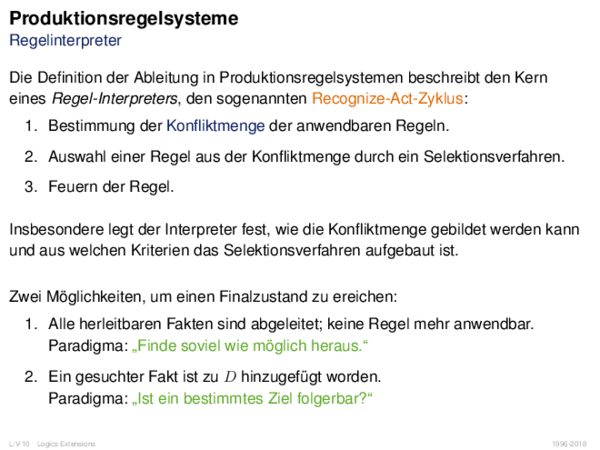 Produktionsregelsysteme
Regelinterpreter
Die Definition der Ableitung in Produktionsregelsystemen beschreibt den Kern
eines Regel-Interpreters, den sogenannten Recognize-Act-Zyklus:
1. Bestimmung der Konfliktmenge der anwendbaren Regeln.
2. Auswahl einer Regel aus der Konfliktmenge durch ein Selektionsverfahren.
3. Feuern der Regel.
Insbesondere legt der Interpreter fest, wie die Konfliktmenge gebildet werden kann
und aus welchen Kriterien das Selektionsverfahren aufgebaut ist.
Zwei Möglichkeiten, um einen Finalzustand zu ereichen:
1. Alle herleitbaren Fakten sind abgeleitet; keine Regel mehr anwendbar.
Paradigma: „Finde soviel wie möglich heraus.“
2. Ein gesuchter Fakt ist zu D hinzugefügt worden.
Paradigma: „Ist ein bestimmtes Ziel folgerbar?“
L:V-10 Logics Extensions 1996-2018